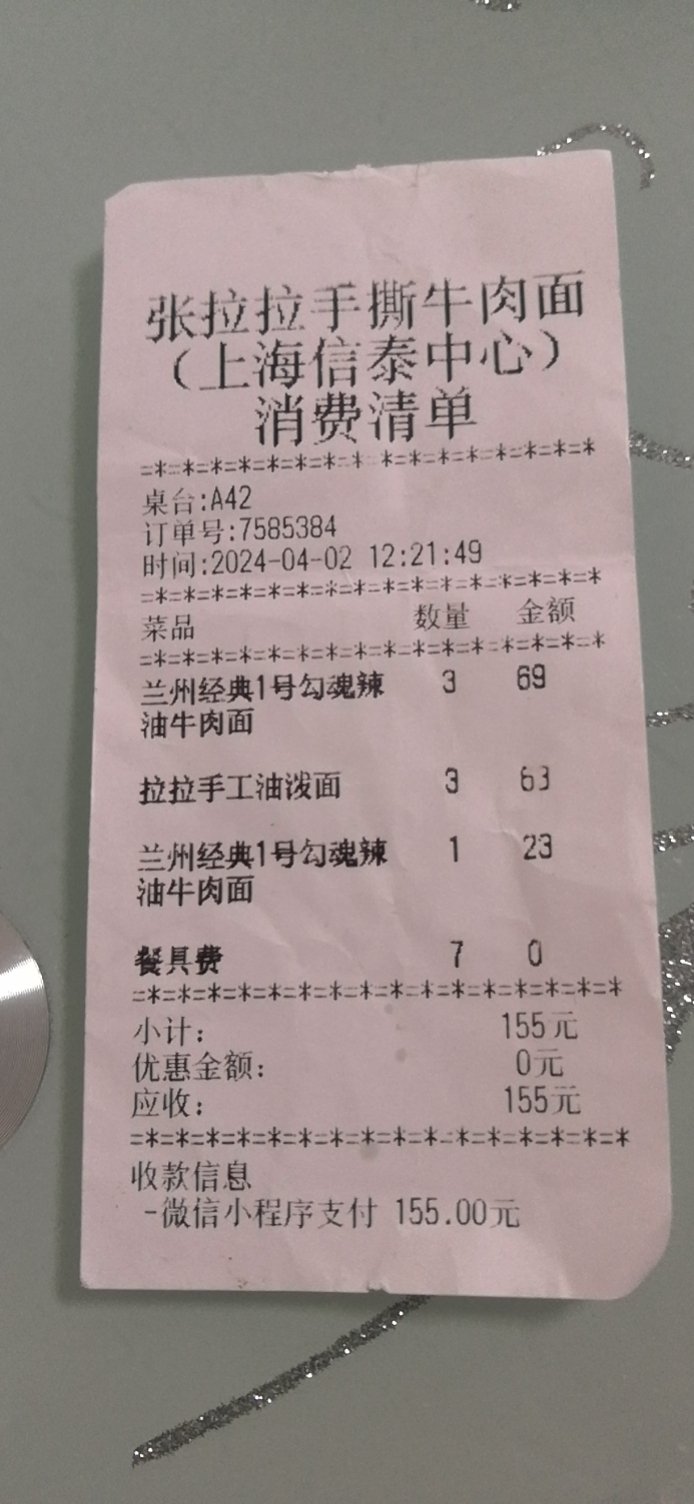 张拉拉手撕牛肉面
（上海信泰中心）
消费清单
=*=*=*=*=*=*=*=*=*=*=*=*=*=*=*=*
桌台:A42
订单号:7585384
时间:2024-04-02 12:21:49
=*=*=*=*=*=*=*=*=*=*=*=*=*=*=*=*
菜品 数量 金额
=*=*=*=*=*=*=*=*=*=*=*=*=*=*=*=*
兰州经典1号勾魂辣 3 69
油牛肉面
拉拉手工油泼面 3 63
兰州经典1号勾魂辣 1 23
油牛肉面
餐具费 7 0
=*=*=*=*=*=*=*=*=*=*=*=*=*=*=*=*
小计: 155元
优惠金额: 0元
应收: 155元
=*=*=*=*=*=*=*=*=*=*=*=*=*=*=*=*
收款信息
-微信小程序支付 155.00元